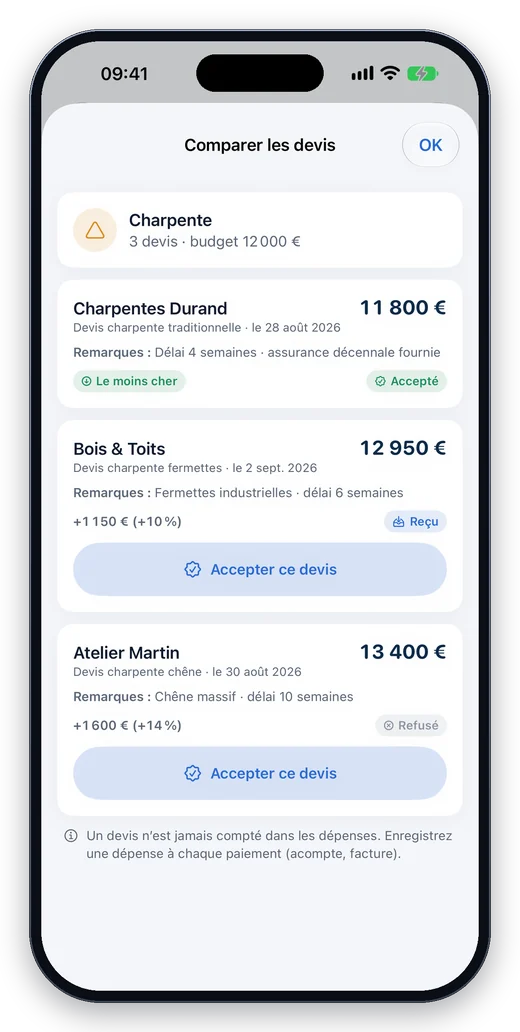 09:41
Comparer les devis
OK
Charpente
3 devis · budget 12 000 €
Charpentes Durand
11 800 €
Devis charpente traditionnelle · le 28 août 2026
Remarques : Délai 4 semaines · assurance décennale fournie
Le moins cher
Accepté
Bois & Toits
12 950 €
Devis charpente fermettes · le 2 sept. 2026
Remarques : Fermettes industrielles · délai 6 semaines
+1 150 € (+10 %)
Reçu
Accepter ce devis
Atelier Martin
13 400 €
Devis charpente chêne · le 30 août 2026
Remarques : Chêne massif · délai 10 semaines
+1 600 € (+14 %)
Refusé
Accepter ce devis
Un devis n’est jamais compté dans les dépenses. Enregistrez
une dépense à chaque paiement (acompte, facture).